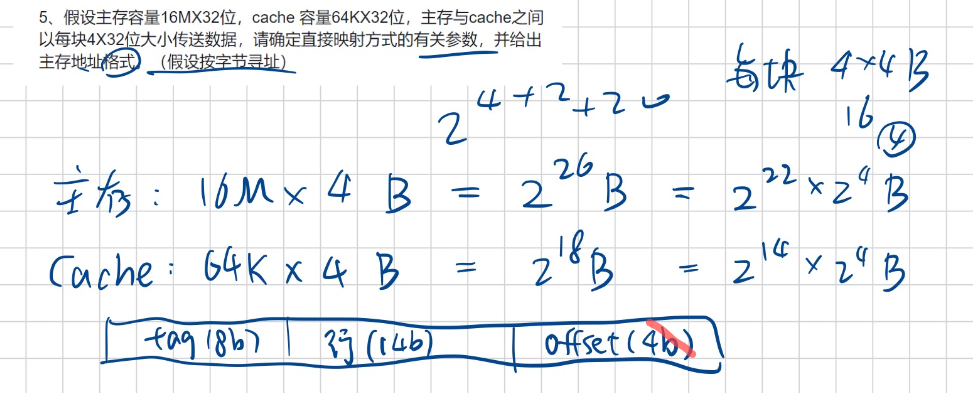 5、假设主存容量16MX32位，cache 容量64KX32位，主存与cache之间
以每块4X32位大小传送数据，请确定直接映射方式的有关参数，并给出
主存地址格式。（假设按字节寻址）
每块 4×4B
2^{4+2+20}
16 ④
主存: 16M × 4 B = 2^{26} B = 2^{22} × 2^{4} B
Cache: 64K × 4 B = 2^{18} B = 2^{14} × 2^{4} B
tag(8b) 行(14b) offset(4b)